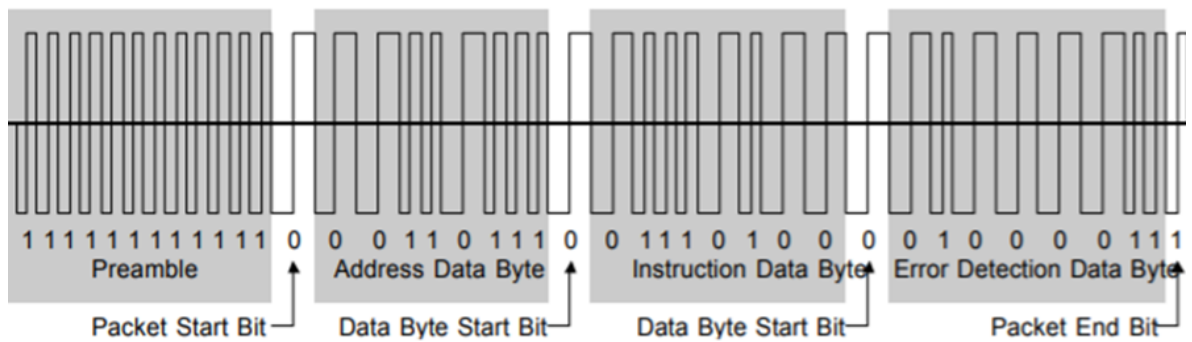 1 1 1 1 1 1 1 1 1 1 1 1 0 0 0 1 1 0 1 1 1 0 0 1 1 1 0 1 0 0 0 0 1 0 0 0 0 1 1 1
Preamble Address Data Byte Instruction Data Byte Error Detection Data Byte
Packet Start Bit Data Byte Start Bit Data Byte Start Bit Packet End Bit